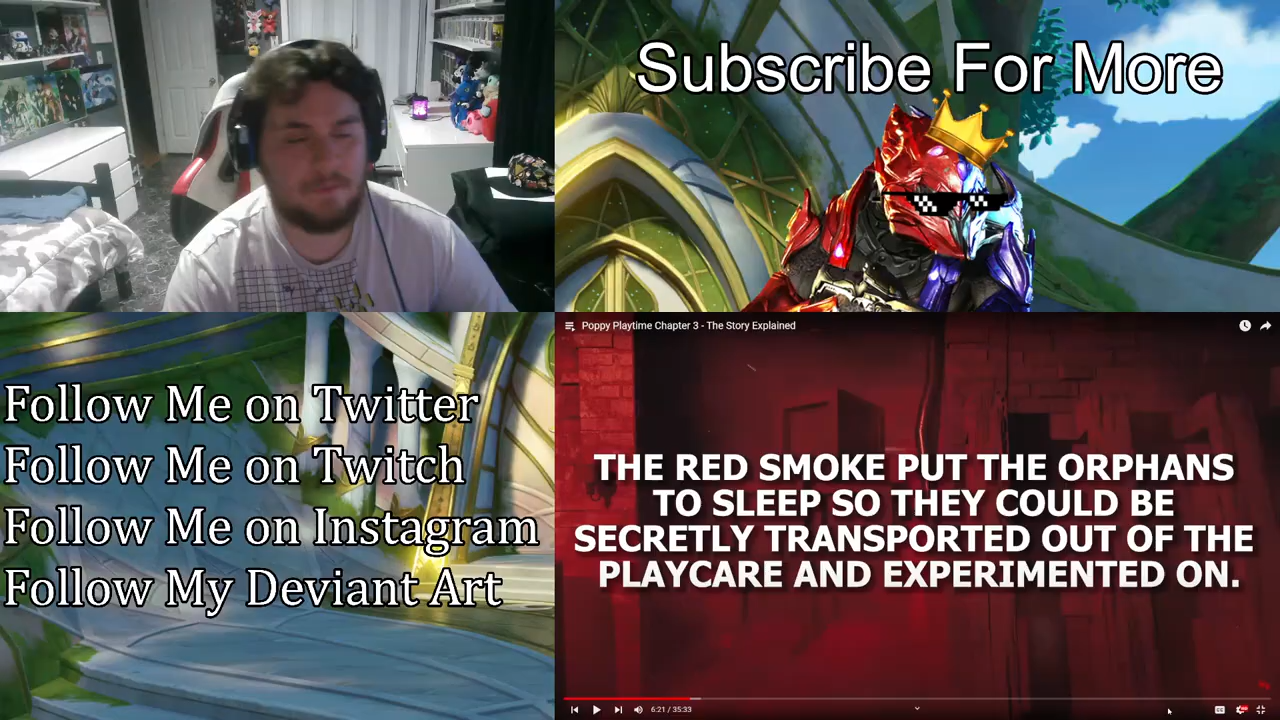 Subscribe For More
Follow Me on Twitter
Follow Me on Twitch
Follow Me on Instagram
Follow My Deviant Art
Poppy Playtime Chapter 3 - The Story Explained
THE RED SMOKE PUT THE ORPHANS
TO SLEEP SO THEY COULD BE
SECRETLY TRANSPORTED OUT OF THE
PLAYCARE AND EXPERIMENTED ON.
6:21 / 35:33